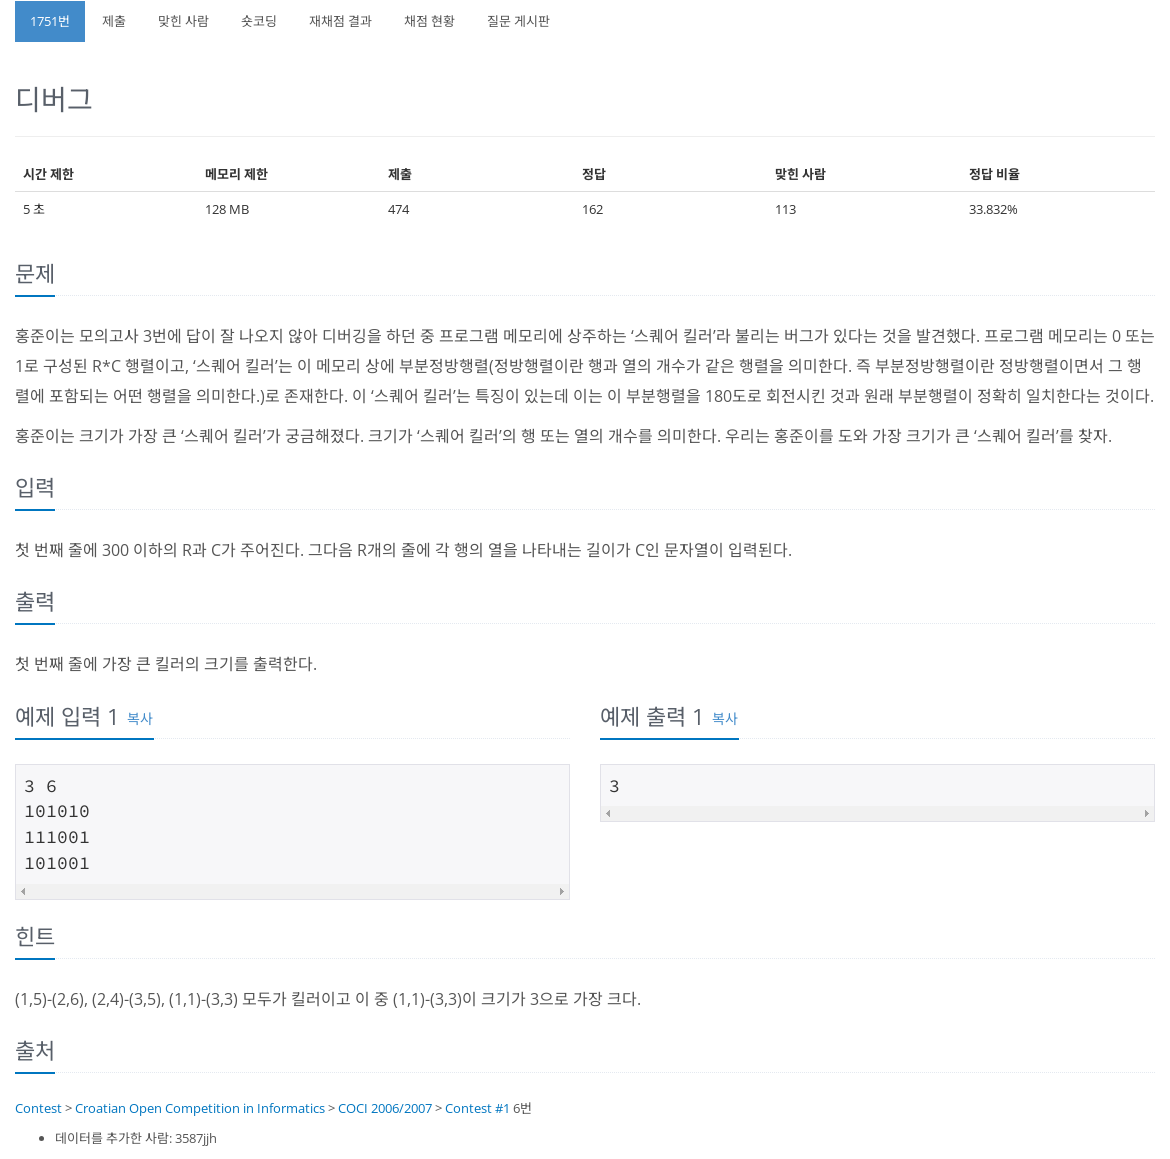 1751번 제출 맞힌 사람 숏코딩 재채점 결과 채점 현황 질문 게시판
디버그
시간 제한 메모리 제한 제출 정답 맞힌 사람 정답 비율
5 초 128 MB 474 162 113 33.832%
문제
홍준이는 모의고사 3번에 답이 잘 나오지 않아 디버깅을 하던 중 프로그램 메모리에 상주하는 ‘스퀘어 킬러’라 불리는 버그가 있다는 것을 발견했다. 프로그램 메모리는 0 또는
1로 구성된 R*C 행렬이고, ‘스퀘어 킬러’는 이 메모리 상에 부분정방행렬(정방행렬이란 행과 열의 개수가 같은 행렬을 의미한다. 즉 부분정방행렬이란 정방행렬이면서 그 행
렬에 포함되는 어떤 행렬을 의미한다.)로 존재한다. 이 ‘스퀘어 킬러’는 특징이 있는데 이는 이 부분행렬을 180도로 회전시킨 것과 원래 부분행렬이 정확히 일치한다는 것이다.
홍준이는 크기가 가장 큰 ‘스퀘어 킬러’가 궁금해졌다. 크기가 ‘스퀘어 킬러’의 행 또는 열의 개수를 의미한다. 우리는 홍준이를 도와 가장 크기가 큰 ‘스퀘어 킬러’를 찾자.
입력
첫 번째 줄에 300 이하의 R과 C가 주어진다. 그다음 R개의 줄에 각 행의 열을 나타내는 길이가 C인 문자열이 입력된다.
출력
첫 번째 줄에 가장 큰 킬러의 크기를 출력한다.
예제 입력 1 복사
3 6
101010
111001
101001
예제 출력 1 복사
3
힌트
(1,5)-(2,6), (2,4)-(3,5), (1,1)-(3,3) 모두가 킬러이고 이 중 (1,1)-(3,3)이 크기가 3으로 가장 크다.
출처
Contest > Croatian Open Competition in Informatics > COCI 2006/2007 > Contest #1 6번
데이터를 추가한 사람: 3587jjh